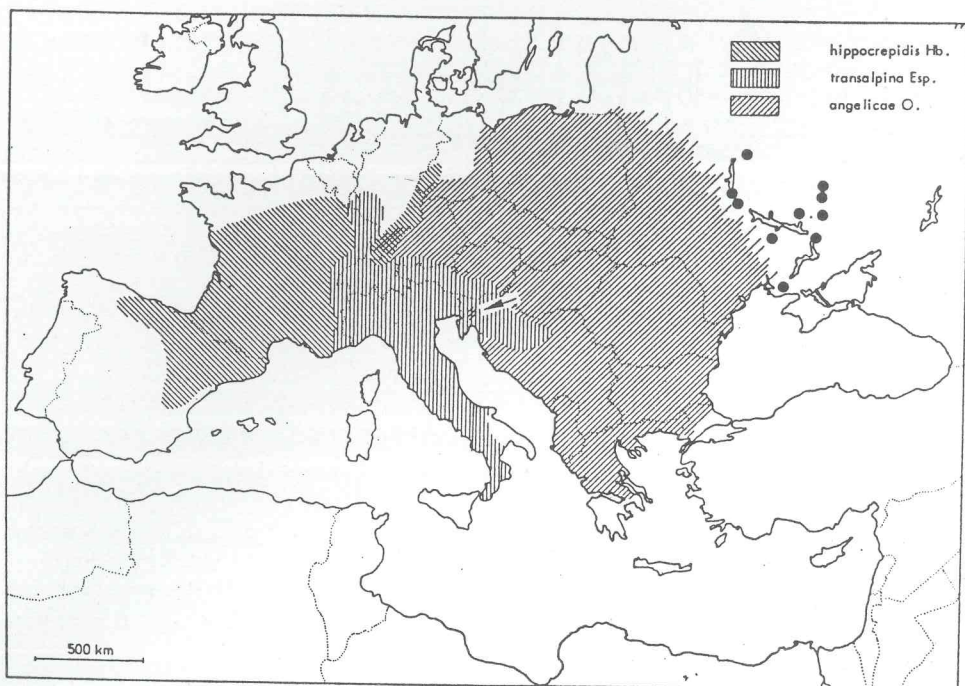 hippocrepidis Hb.
transalpina Esp.
angelicae O.
500 km